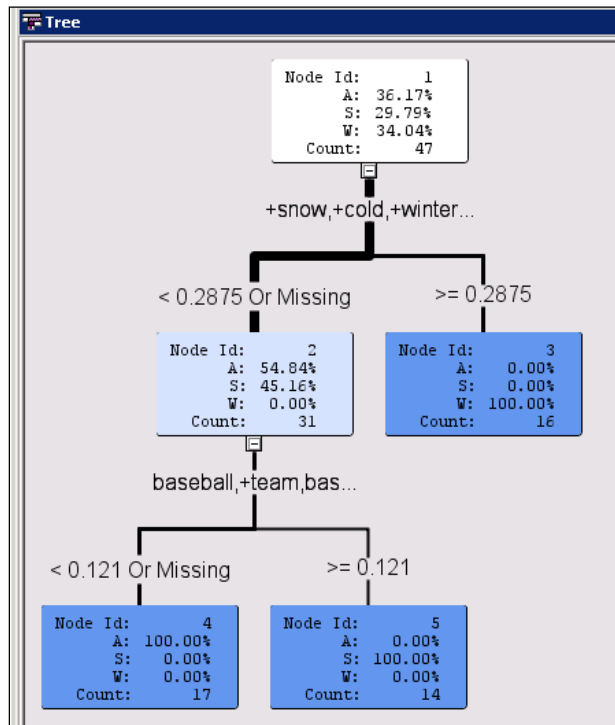 Tree
Node Id: 1
A: 36.17%
S: 29.79%
W: 34.04%
Count: 47
+snow,+cold,+winter...
< 0.2875 Or Missing
>= 0.2875
Node Id: 2
A: 54.84%
S: 45.16%
W: 0.00%
Count: 31
Node Id: 3
A: 0.00%
S: 0.00%
W: 100.00%
Count: 16
baseball,+team,bas...
< 0.121 Or Missing
>= 0.121
Node Id: 4
A: 100.00%
S: 0.00%
W: 0.00%
Count: 17
Node Id: 5
A: 0.00%
S: 100.00%
W: 0.00%
Count: 14